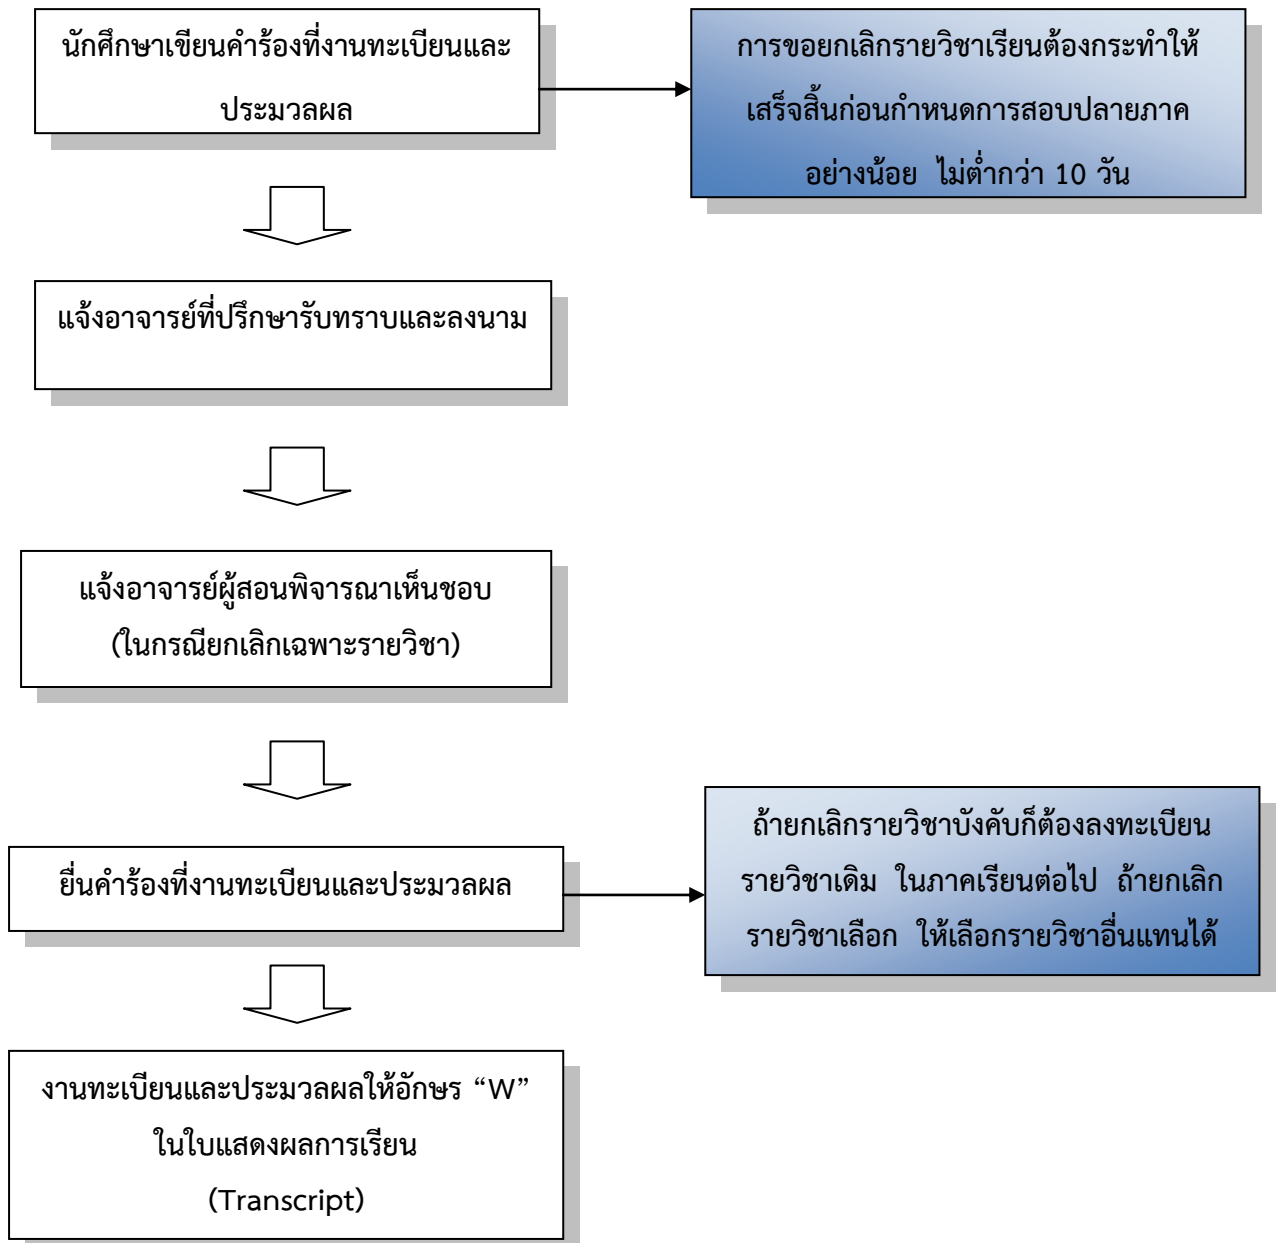 นักศึกษาเขียนคำร้องที่งานทะเบียนและ
ประมวลผล
การขอยกเลิกรายวิชาเรียนต้องกระทำให้
เสร็จสิ้นก่อนกำหนดการสอบปลายภาค
อย่างน้อย ไม่ต่ำกว่า 10 วัน
แจ้งอาจารย์ที่ปรึกษารับทราบและลงนาม
แจ้งอาจารย์ผู้สอนพิจารณาเห็นชอบ
(ในกรณียกเลิกเฉพาะรายวิชา)
ยื่นคำร้องที่งานทะเบียนและประมวลผล
ถ้ายกเลิกรายวิชาบังคับก็ต้องลงทะเบียน
รายวิชาเดิม ในภาคเรียนต่อไป ถ้ายกเลิก
รายวิชาเลือก ให้เลือกรายวิชาอื่นแทนได้
งานทะเบียนและประมวลผลให้อักษร “W”
ในใบแสดงผลการเรียน
(Transcript)